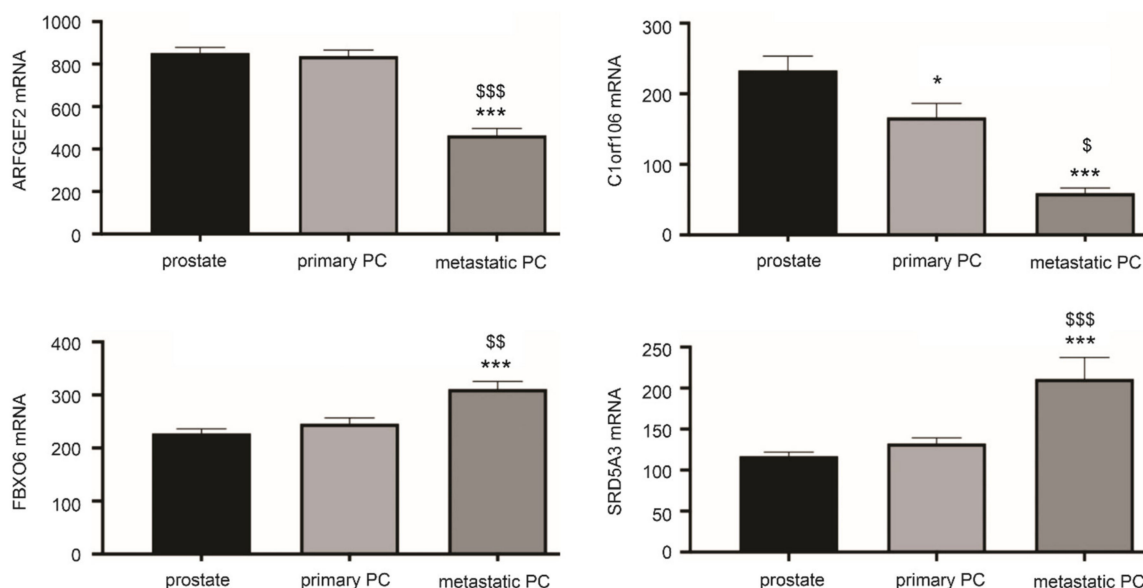 ARFGEF2 mRNA
1000
800
600
400
200
0
$$$
***
prostate
primary PC
metastatic PC
C1orf106 mRNA
300
200
100
0
*
$
***
prostate
primary PC
metastatic PC
FBXO6 mRNA
400
300
200
100
0
$$
***
prostate
primary PC
metastatic PC
SRD5A3 mRNA
250
200
150
100
50
0
$$$
***
prostate
primary PC
metastatic PC